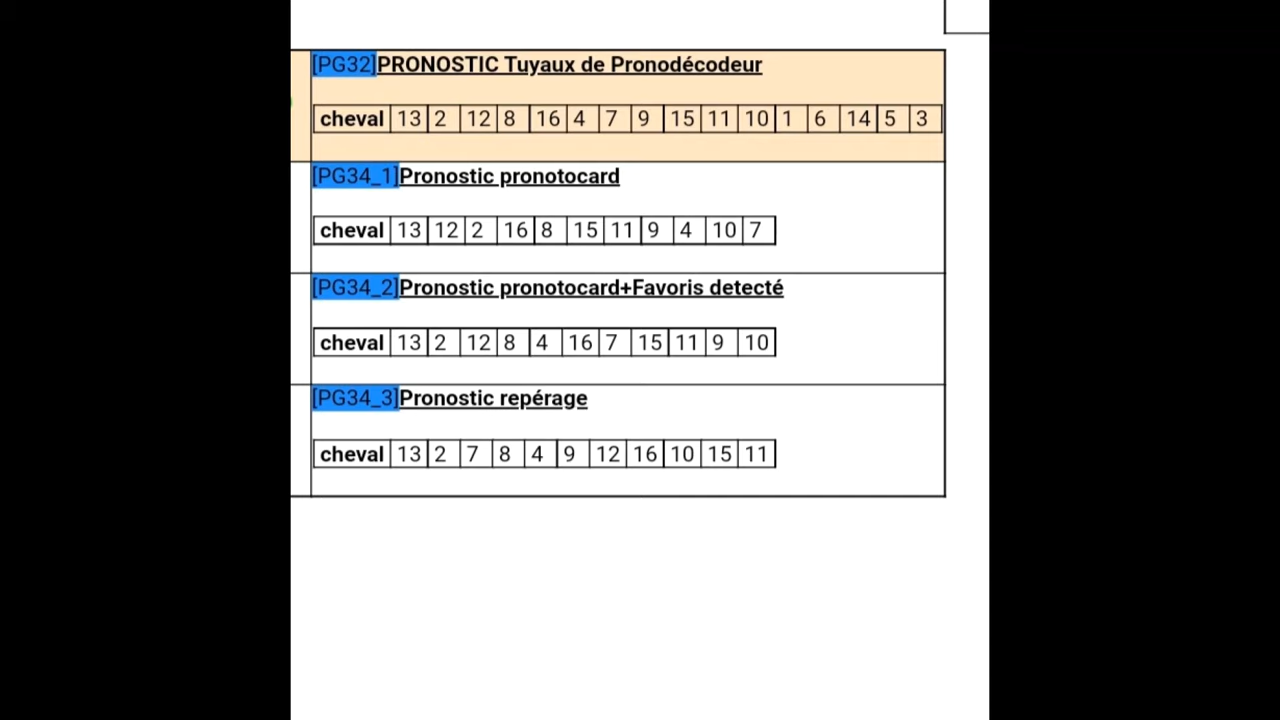 [PG32]PRONOSTIC Tuyaux de Pronodécodeur
cheval 13 2 12 8 16 4 7 9 15 11 10 1 6 14 5 3
[PG34_1]Pronostic pronotocard
cheval 13 12 2 16 8 15 11 9 4 10 7
[PG34_2]Pronostic pronotocard+Favoris detecté
cheval 13 2 12 8 4 16 7 15 11 9 10
[PG34_3]Pronostic repérage
cheval 13 2 7 8 4 9 12 16 10 15 11